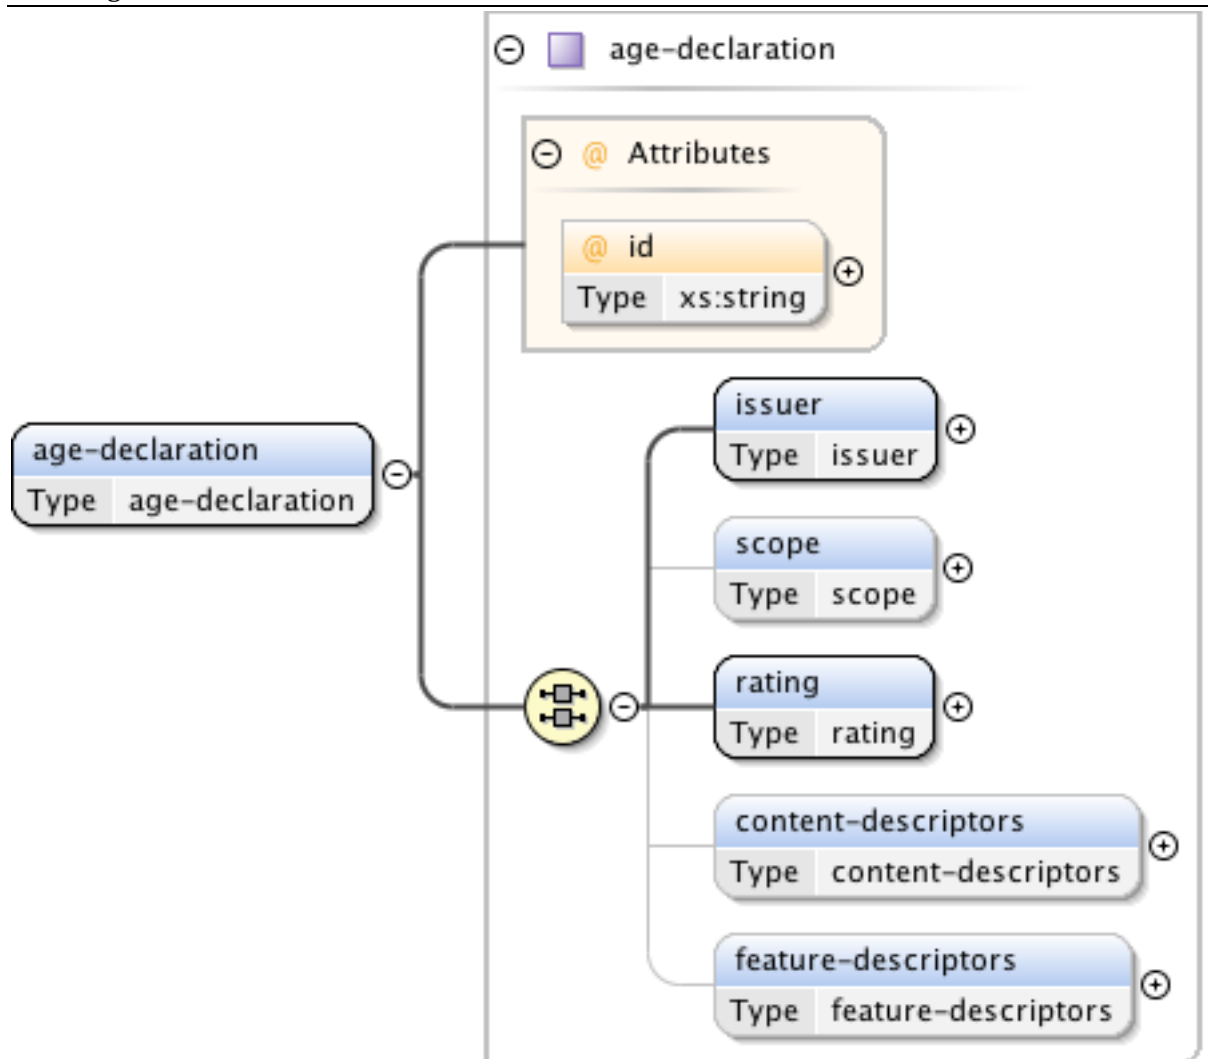 age-declaration
@ Attributes
@ id
Type xs:string
issuer
Type issuer
age-declaration
Type age-declaration
scope
Type scope
rating
Type rating
content-descriptors
Type content-descriptors
feature-descriptors
Type feature-descriptors